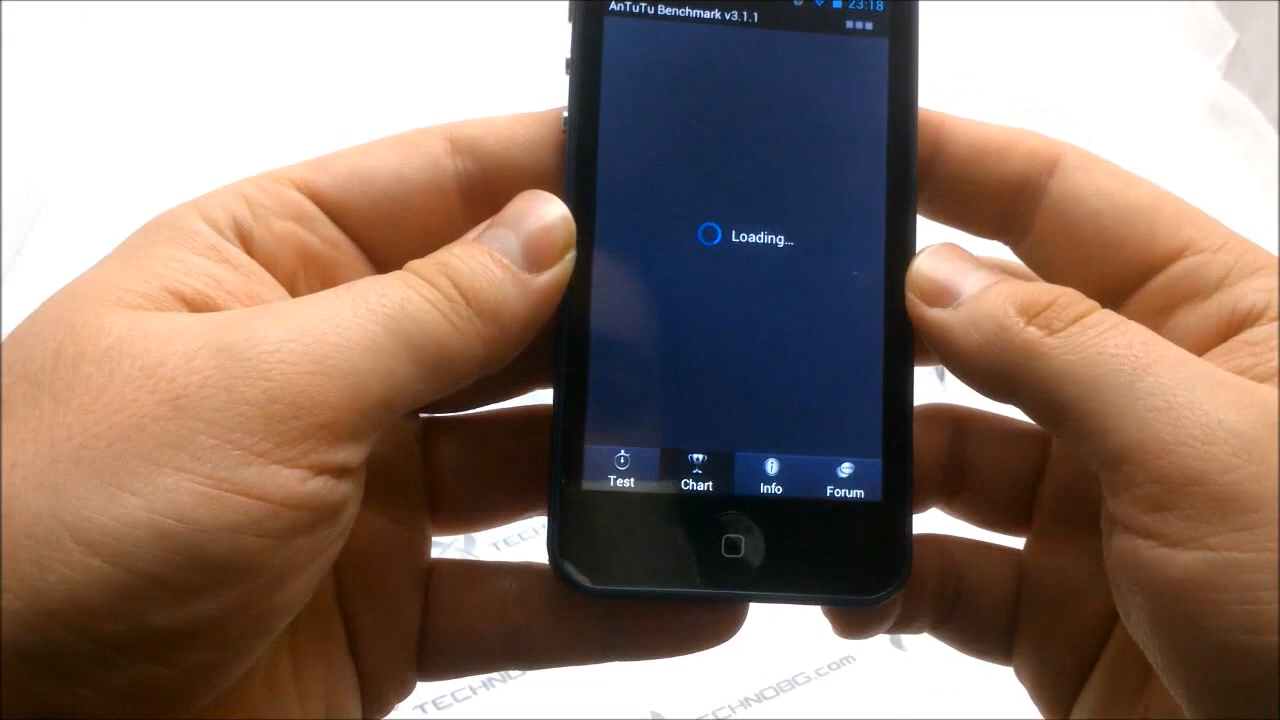 AnTuTu Benchmark v3.1.1
23:18
Loading...
Test
Chart
Info
Forum
TECHNOBG.com